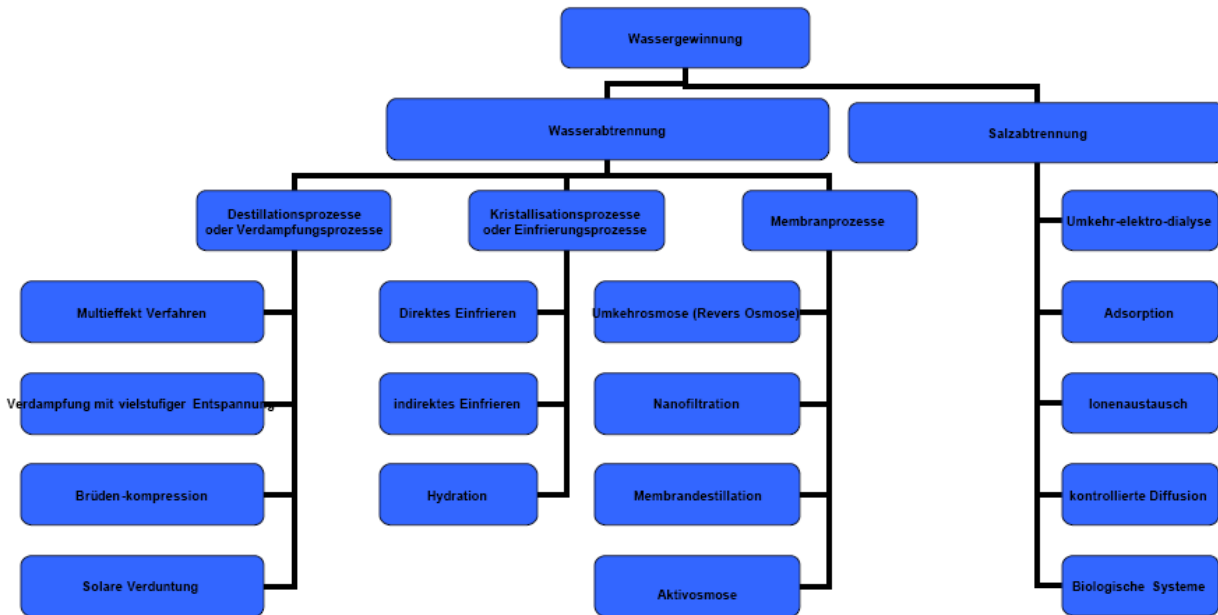 Wassergewinnung
Wasserabtrennung
Salzabtrennung
Destillationsprozesse
oder Verdampfungsprozesse
Kristallisationsprozesse
oder Einfrierungsprozesse
Membranprozesse
Umkehr-elektro-dialyse
Multieffekt Verfahren
Direktes Einfrieren
Umkehrosmose (Revers Osmose)
Adsorption
Verdampfung mit vielstufiger Entspannung
indirektes Einfrieren
Nanofiltration
Ionenaustausch
Brüden-kompression
Hydration
Membrandestillation
kontrollierte Diffusion
Solare Verduntung
Aktivosmose
Biologische Systeme